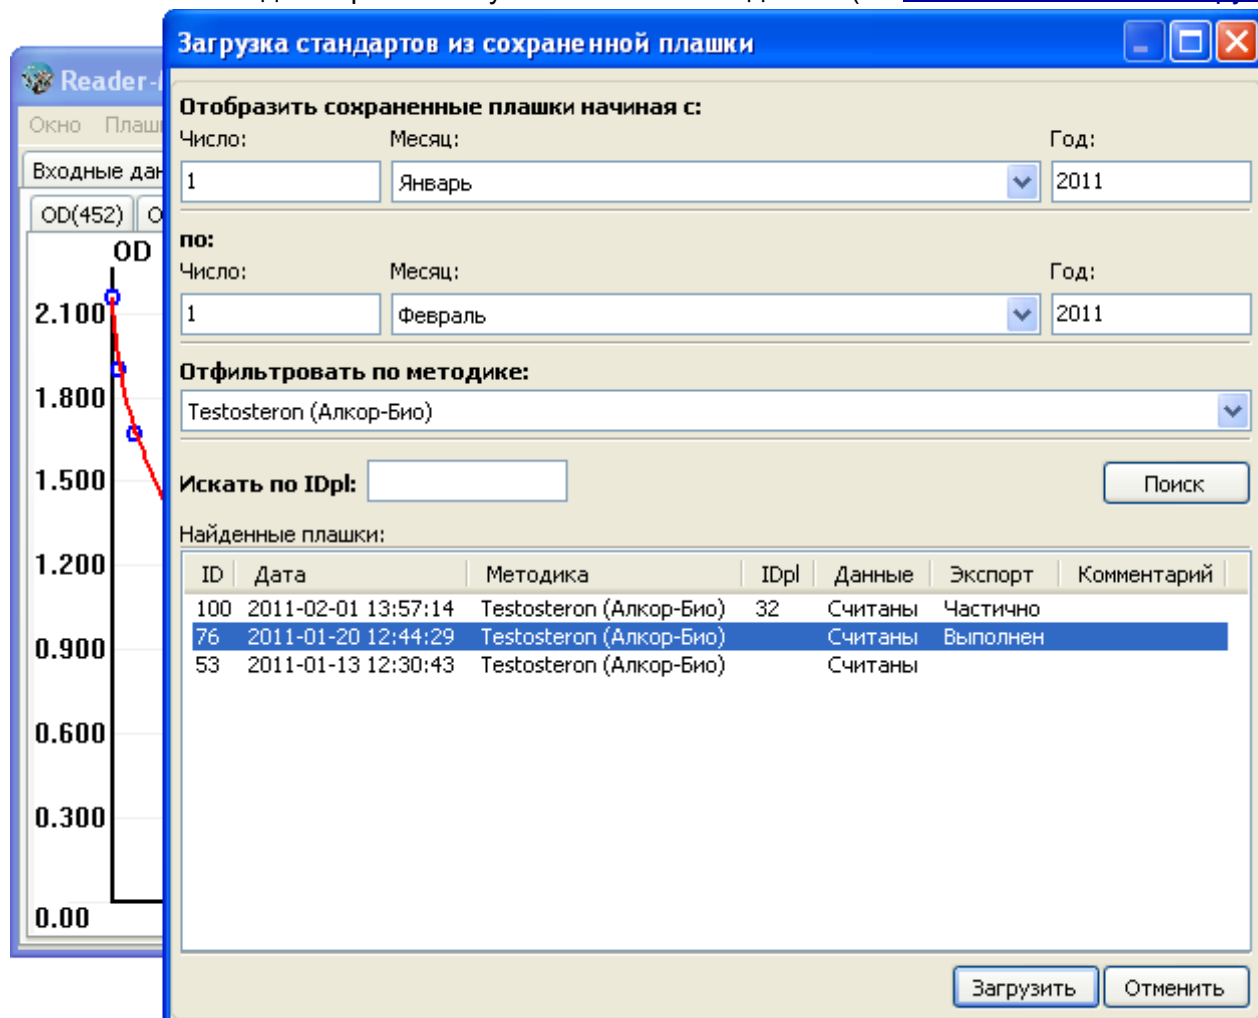 Загрузка стандартов из сохраненной плашки
Reader-
Окно Плаш
Входные дан
OD(452) O
OD
2.100
1.800
1.500
1.200
0.900
0.600
0.300
0.00
Отобразить сохраненные плашки начиная с:
Число: Месяц: Год:
1 Январь 2011
по:
Число: Месяц: Год:
1 Февраль 2011
Отфильтровать по методике:
Testosteron (Алкор-Био)
Искать по IDpl: Поиск
Найденные плашки:
ID Дата Методика IDpl Данные Экспорт Комментарий
100 2011-02-01 13:57:14 Testosteron (Алкор-Био) 32 Считаны Частично
76 2011-01-20 12:44:29 Testosteron (Алкор-Био) Считаны Выполнен
53 2011-01-13 12:30:43 Testosteron (Алкор-Био) Считаны
Загрузить Отменить